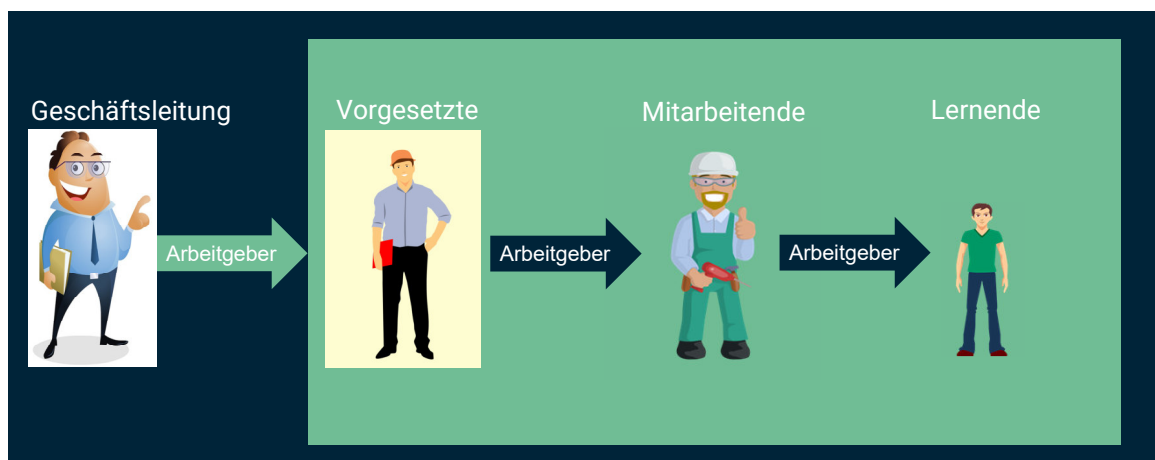 Geschäftsleitung
Vorgesetzte
Mitarbeitende
Lernende
Arbeitgeber
Arbeitgeber
Arbeitgeber